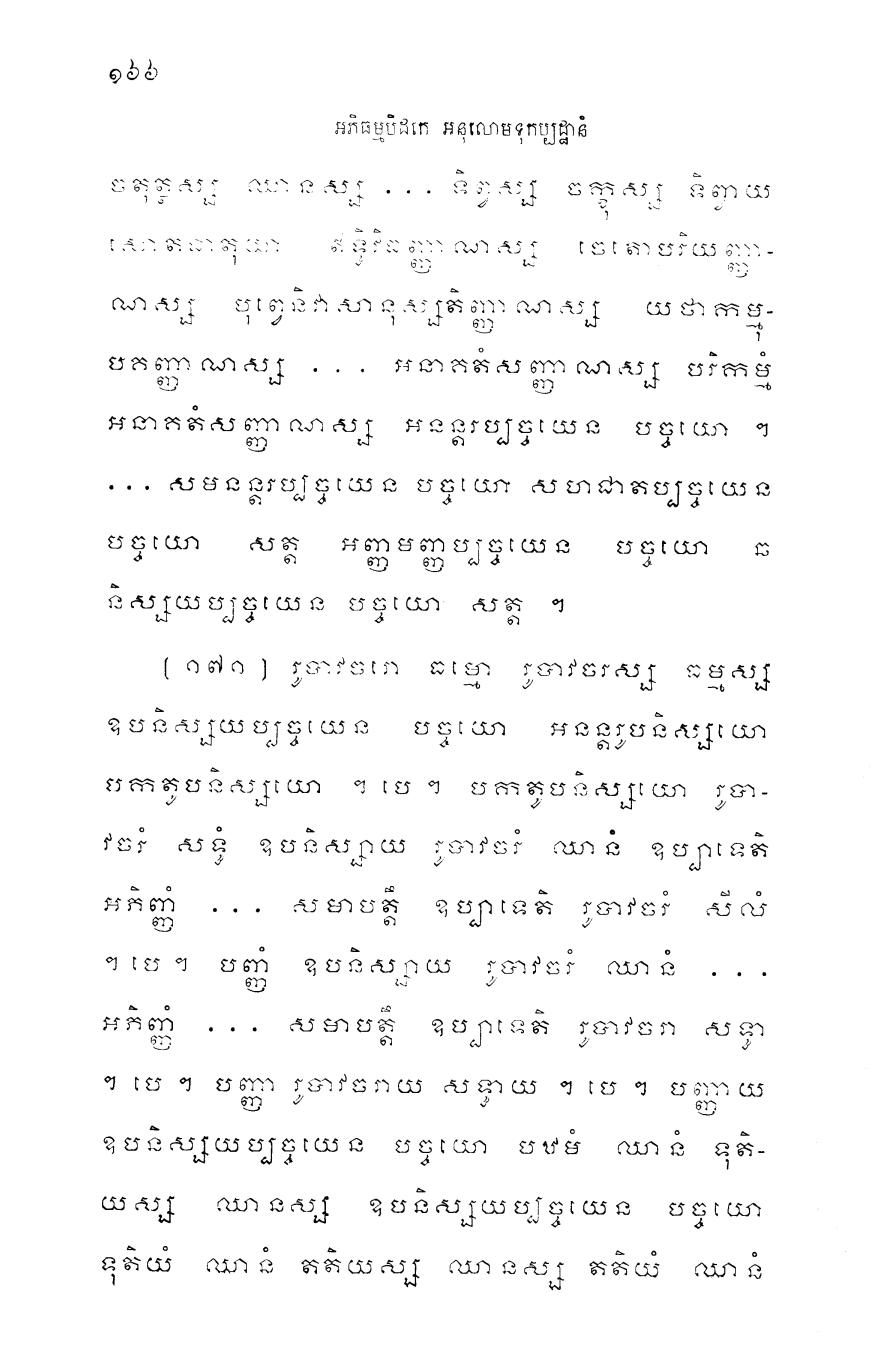 ១៦៦
អភិធម្មបិដកេ អនុលោមទុកប្បដ្ឋានំ
ចតុត្ថស្ស ឈានស្ស ... ទិព្វស្ស ចក្ខុស្ស ទិព្វាយ
សោតធាតុយា ឥទ្ធិវិធញ្ញាណស្ស ចេតោបរិយញ្ញា-
ណស្ស បុព្វេនិវាសានុស្សតិញ្ញាណស្ស យថាកម្មុ-
បគញ្ញាណស្ស ... អនាគតំសញ្ញាណស្ស បរិកម្មំ
អនាគតំសញ្ញាណស្ស អនន្តរប្បច្ចយេន បច្ចយោ ។
... សមនន្តរប្បច្ចយេន បច្ចយោ សហជាតប្បច្ចយេន
បច្ចយោ សត្ត អញ្ញមញ្ញប្បច្ចយេន បច្ចយោ ឆ
និស្សយប្បច្ចយេន បច្ចយោ សត្ត ។
[ ១៧១ ] រូបាវចរោ ធម្មោ រូបាវចរស្ស ធម្មស្ស
ឧបនិស្សយប្បច្ចយេន បច្ចយោ អនន្តរូបនិស្សយោ
បកតូបនិស្សយោ ។ បេ ។ បកតូបនិស្សយោ រូបា-
វចរំ សទ្ធំ ឧបនិស្សាយ រូបាវចរំ ឈានំ ឧប្បាទេតិ
អភិញ្ញំ ... សមាបត្តឹ ឧប្បាទេតិ រូបាវចរំ សីលំ
។ បេ ។ បញ្ញំ ឧបនិស្សាយ រូបាវចរំ ឈានំ ...
អភិញ្ញំ ... សមាបត្តឹ ឧប្បាទេតិ រូបាវចរា សទ្ធា
។ បេ ។ បញ្ញា រូបាវចរាយ សទ្ធាយ ។ បេ ។ បញ្ញាយ
ឧបនិស្សយប្បច្ចយេន បច្ចយោ បឋមំ ឈានំ ទុតិ-
យស្ស ឈានស្ស ឧបនិស្សយប្បច្ចយេន បច្ចយោ
ទុតិយំ ឈានំ តតិយស្ស ឈានស្ស តតិយំ ឈានំ